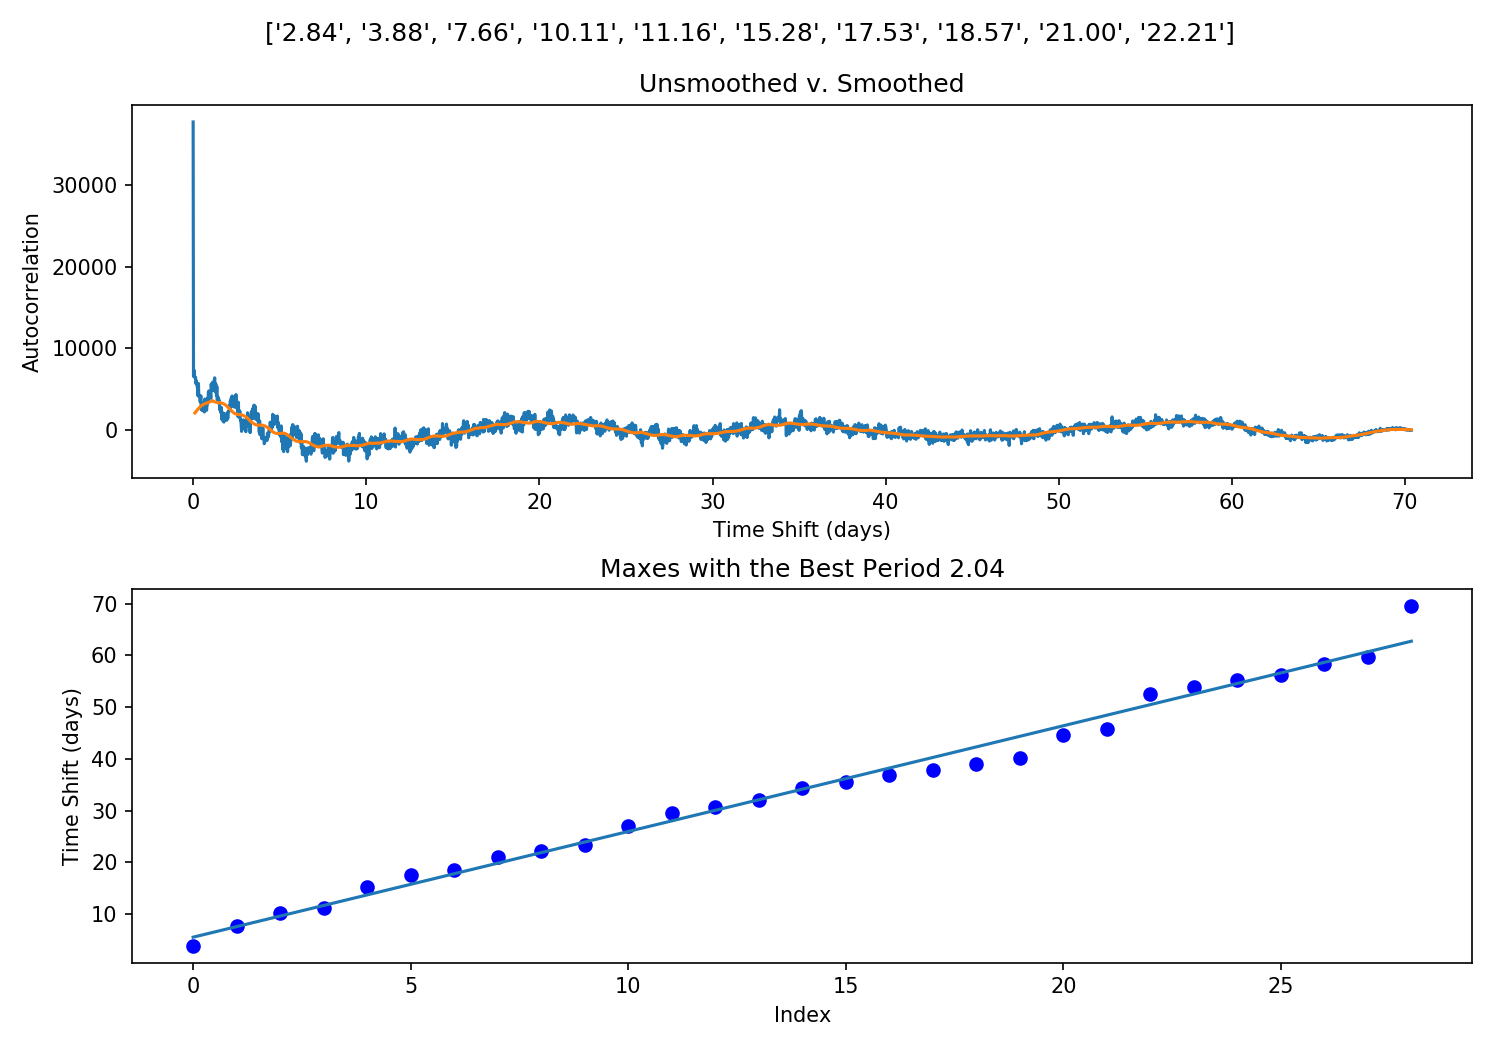 ['2.84', '3.88', '7.66', '10.11', '11.16', '15.28', '17.53', '18.57', '21.00', '22.21']
Unsmoothed v. Smoothed
Autocorrelation
30000
20000
10000
0
0 10 20 30 40 50 60 70
Time Shift (days)
Maxes with the Best Period 2.04
Time Shift (days)
70
60
50
40
30
20
10
0 5 10 15 20 25
Index